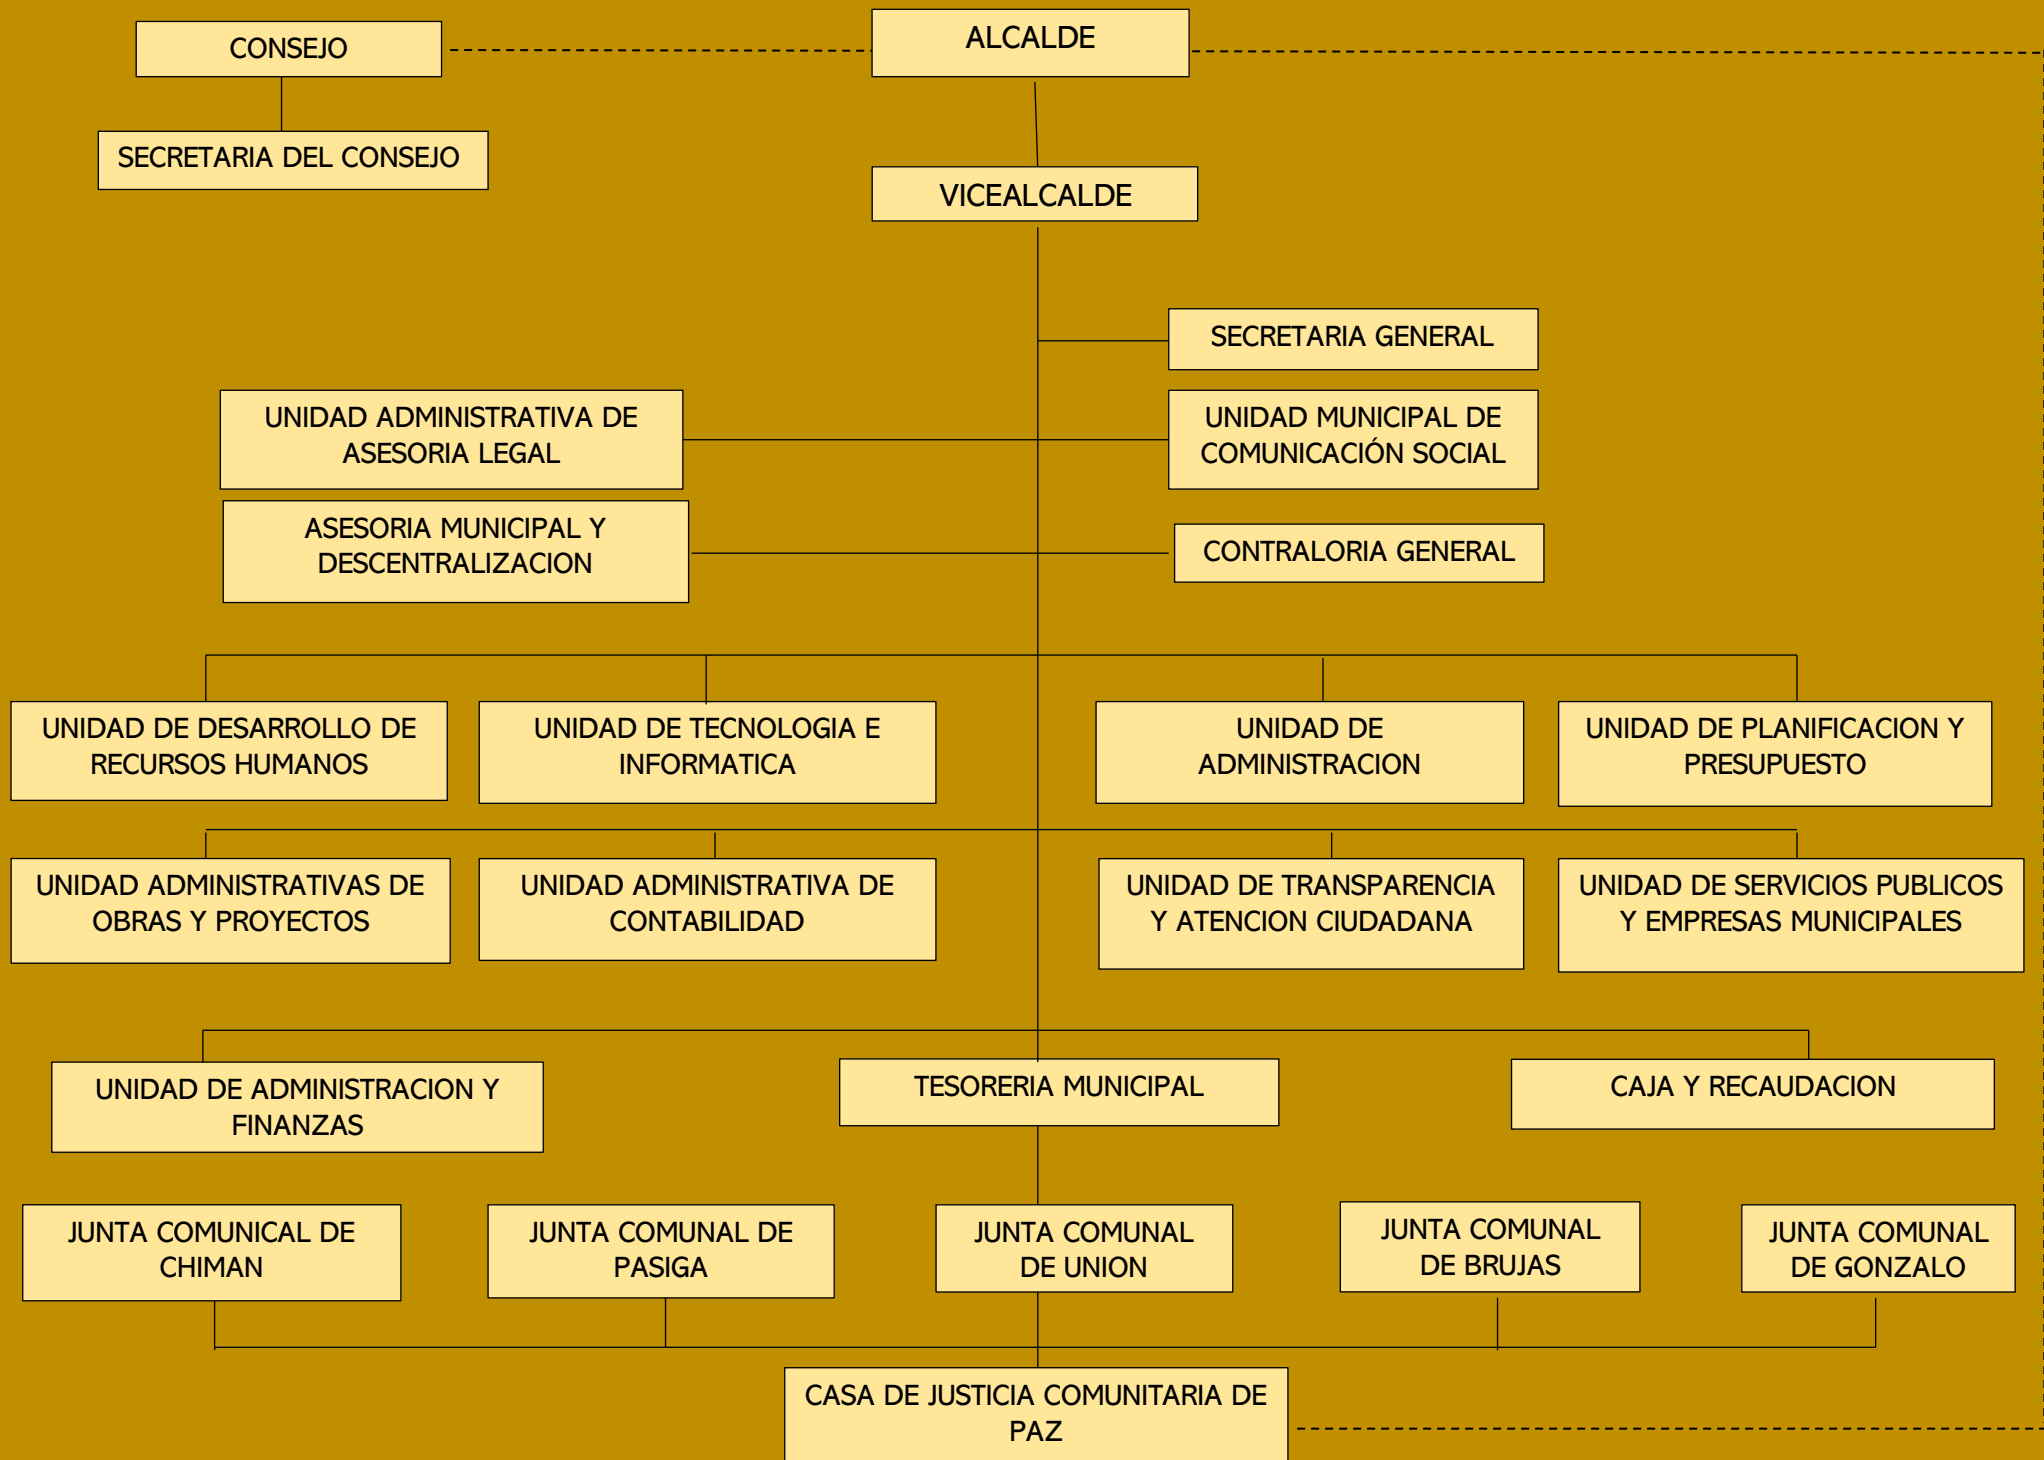 CONSEJO
ALCALDE
SECRETARIA DEL CONSEJO
VICEALCALDE
SECRETARIA GENERAL
UNIDAD ADMINISTRATIVA DE
ASESORIA LEGAL
UNIDAD MUNICIPAL DE
COMUNICACIÓN SOCIAL
ASESORIA MUNICIPAL Y
DESCENTRALIZACION
CONTRALORIA GENERAL
UNIDAD DE DESARROLLO DE
RECURSOS HUMANOS
UNIDAD DE TECNOLOGIA E
INFORMATICA
UNIDAD DE
ADMINISTRACION
UNIDAD DE PLANIFICACION Y
PRESUPUESTO
UNIDAD ADMINISTRATIVAS DE
OBRAS Y PROYECTOS
UNIDAD ADMINISTRATIVA DE
CONTABILIDAD
UNIDAD DE TRANSPARENCIA
Y ATENCION CIUDADANA
UNIDAD DE SERVICIOS PUBLICOS
Y EMPRESAS MUNICIPALES
UNIDAD DE ADMINISTRACION Y
FINANZAS
TESORERIA MUNICIPAL
CAJA Y RECAUDACION
JUNTA COMUNICAL DE
CHIMAN
JUNTA COMUNAL DE
PASIGA
JUNTA COMUNAL
DE UNION
JUNTA COMUNAL
DE BRUJAS
JUNTA COMUNAL
DE GONZALO
CASA DE JUSTICIA COMUNITARIA DE
PAZ